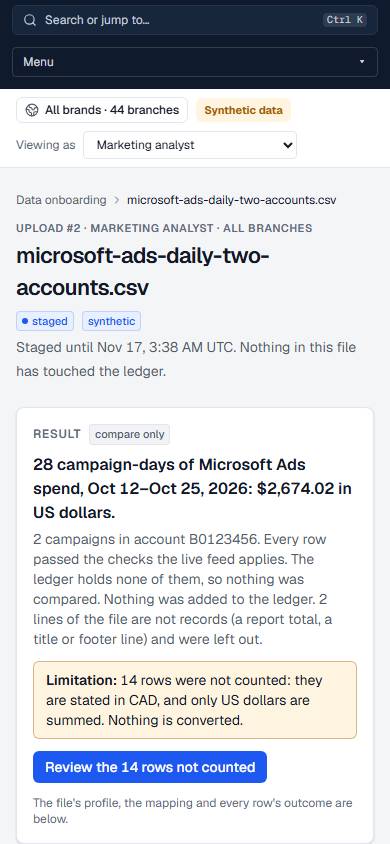 Search or jump to… Ctrl K
Menu
All brands · 44 branches Synthetic data
Viewing as Marketing analyst
Data onboarding > microsoft-ads-daily-two-accounts.csv
UPLOAD #2 · MARKETING ANALYST · ALL BRANCHES
microsoft-ads-daily-two-
accounts.csv
staged synthetic
Staged until Nov 17, 3:38 AM UTC. Nothing in this file
has touched the ledger.
RESULT compare only
28 campaign-days of Microsoft Ads
spend, Oct 12–Oct 25, 2026: $2,674.02 in
US dollars.
2 campaigns in account B0123456. Every row
passed the checks the live feed applies. The
ledger holds none of them, so nothing was
compared. Nothing was added to the ledger. 2
lines of the file are not records (a report total, a
title or footer line) and were left out.
Limitation: 14 rows were not counted: they
are stated in CAD, and only US dollars are
summed. Nothing is converted.
Review the 14 rows not counted
The file's profile, the mapping and every row's outcome are
below.